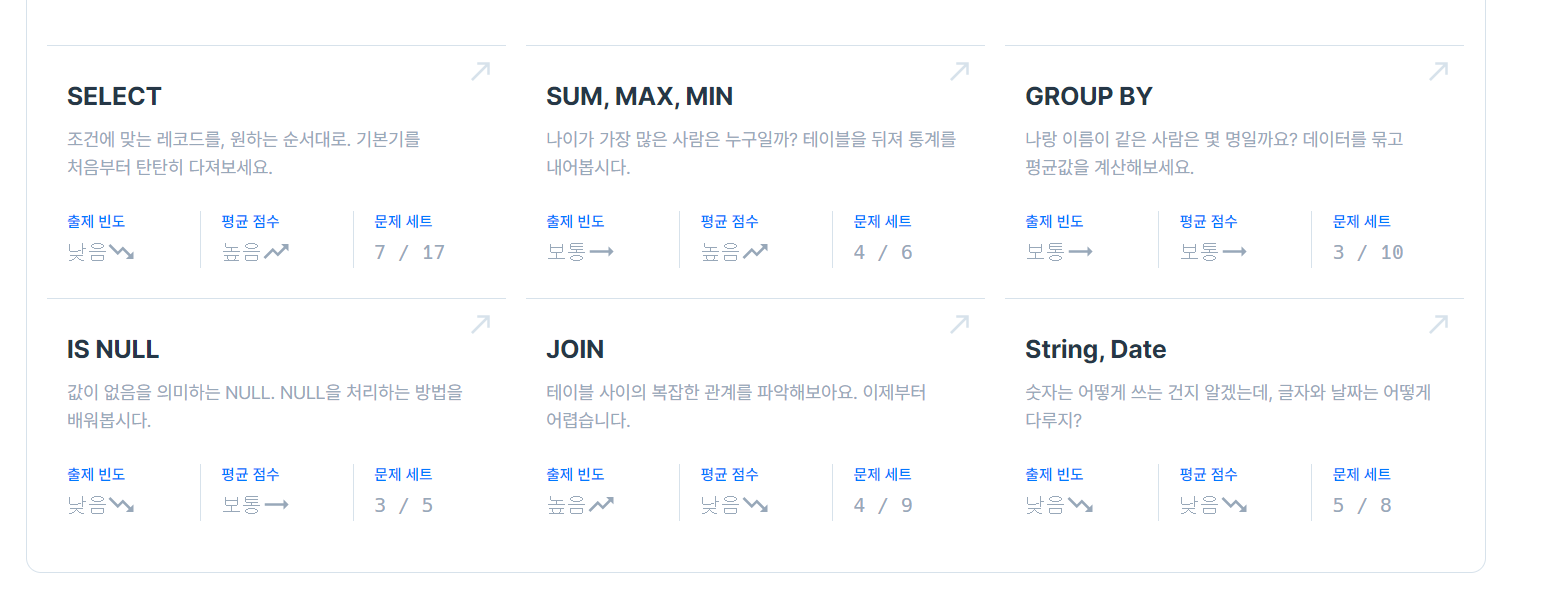 SELECT
조건에 맞는 레코드를, 원하는 순서대로. 기본기를
처음부터 탄탄히 다져보세요.
출제 빈도
평균 점수
문제 세트
낮음
높음
7 / 17
SUM, MAX, MIN
나이가 가장 많은 사람은 누구일까? 테이블을 뒤져 통계를
내어봅시다.
출제 빈도
평균 점수
문제 세트
보통
높음
4 / 6
GROUP BY
나랑 이름이 같은 사람은 몇 명일까요? 데이터를 묶고
평균값을 계산해보세요.
출제 빈도
평균 점수
문제 세트
보통
보통
3 / 10
IS NULL
값이 없음을 의미하는 NULL. NULL을 처리하는 방법을
배워봅시다.
출제 빈도
평균 점수
문제 세트
낮음
보통
3 / 5
JOIN
테이블 사이의 복잡한 관계를 파악해보아요. 이제부터
어렵습니다.
출제 빈도
평균 점수
문제 세트
높음
낮음
4 / 9
String, Date
숫자는 어떻게 쓰는 건지 알겠는데, 글자와 날짜는 어떻게
다루지?
출제 빈도
평균 점수
문제 세트
낮음
낮음
5 / 8